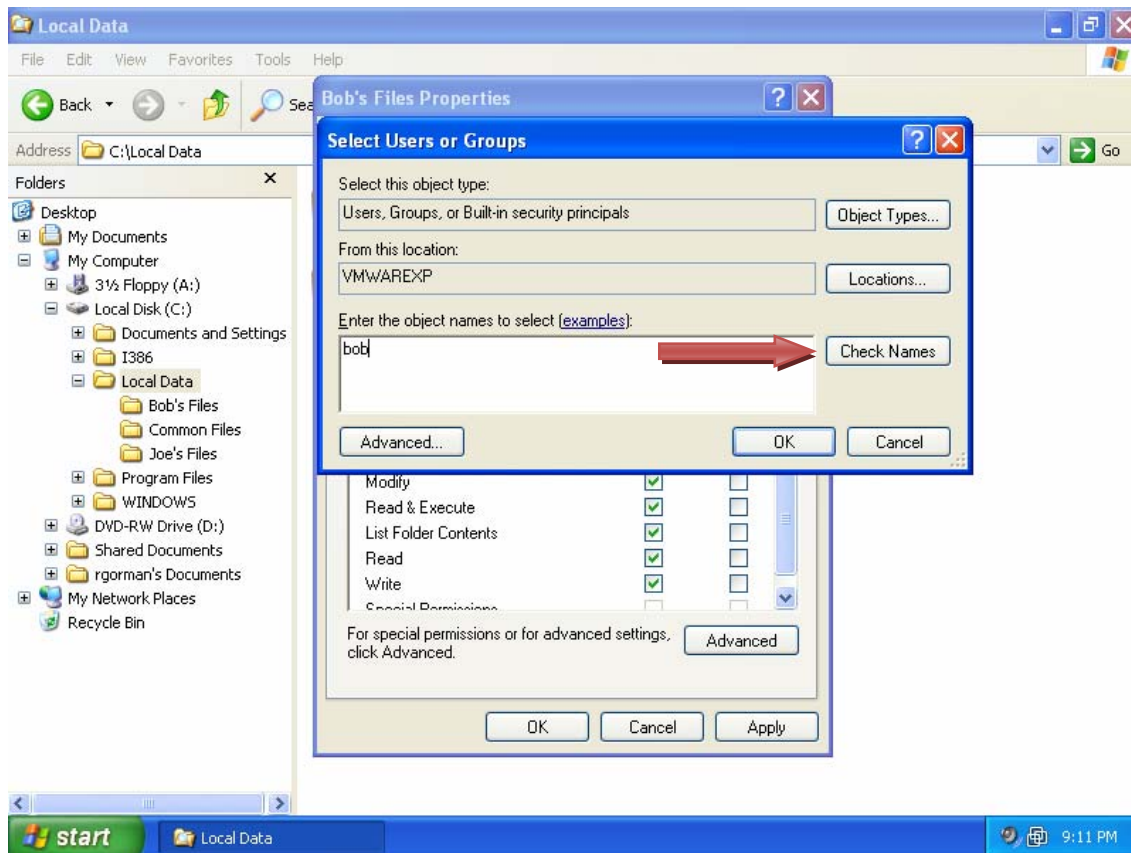 Local Data
File Edit View Favorites Tools Help
Back
Address C:\Local Data
Go
Folders
Desktop
My Documents
My Computer
3½ Floppy (A:)
Local Disk (C:)
Documents and Settings
I386
Local Data
Bob's Files
Common Files
Joe's Files
Program Files
WINDOWS
DVD-RW Drive (D:)
Shared Documents
rgorman's Documents
My Network Places
Recycle Bin
Bob's Files Properties
Select Users or Groups
Select this object type:
Users, Groups, or Built-in security principals
Object Types...
From this location:
VMWAREXP
Locations...
Enter the object names to select (examples):
bob
Check Names
Advanced...
OK
Cancel
Modify
Read & Execute
List Folder Contents
Read
Write
Special Permissions
For special permissions or for advanced settings,
click Advanced.
Advanced
OK
Cancel
Apply
start
Local Data
9:11 PM